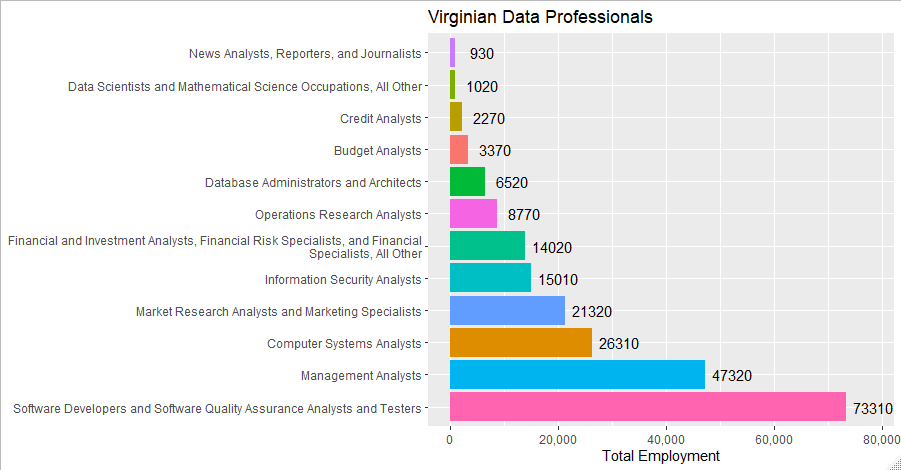 Virginian Data Professionals
News Analysts, Reporters, and Journalists
930
Data Scientists and Mathematical Science Occupations, All Other
1020
Credit Analysts
2270
Budget Analysts
3370
Database Administrators and Architects
6520
Operations Research Analysts
8770
Financial and Investment Analysts, Financial Risk Specialists, and Financial
Specialists, All Other
14020
Information Security Analysts
15010
Market Research Analysts and Marketing Specialists
21320
Computer Systems Analysts
26310
Management Analysts
47320
Software Developers and Software Quality Assurance Analysts and Testers
73310
0 20,000 40,000 60,000 80,000
Total Employment